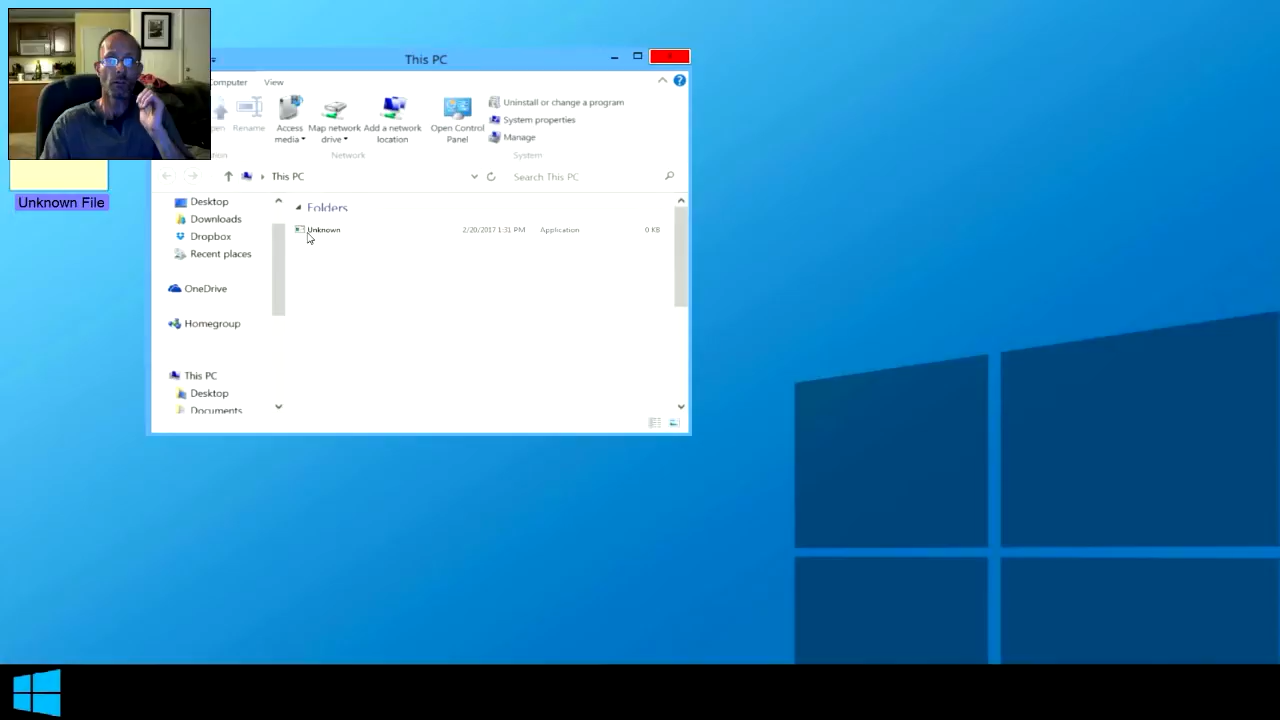 This PC
Computer View
Rename
Access media
Map network drive
Add a network location
Open Control Panel
Uninstall or change a program
System properties
Manage
Network
System
This PC
Search This PC
Unknown File
Desktop
Downloads
Dropbox
Recent places
OneDrive
Homegroup
This PC
Desktop
Documents
Folders
Unknown 2/20/2017 1:31 PM Application 0 KB